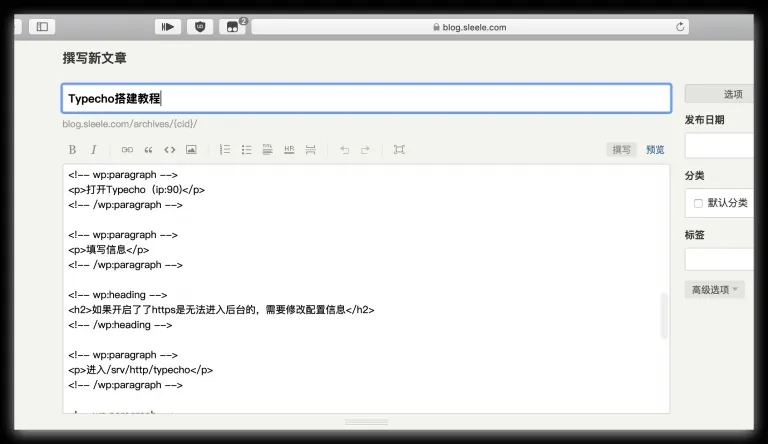 2
blog.sleele.com
撰写新文章
选项
Typecho搭建教程
发布日期
blog.sleele.com/archives/{cid}/
B I HR 撰写 预览
<!-- wp:paragraph -->
<p>打开Typecho（ip:90)</p>
<!-- /wp:paragraph -->
分类
默认分类
<!-- wp:paragraph -->
标签
<p>填写信息</p>
<!-- /wp:paragraph -->
高级选项
<!-- wp:heading -->
<h2>如果开启了了https是无法进入后台的，需要修改配置信息</h2>
<!-- /wp:heading -->
<!-- wp:paragraph -->
<p>进入/srv/http/typecho</p>
<!-- /wp:paragraph -->